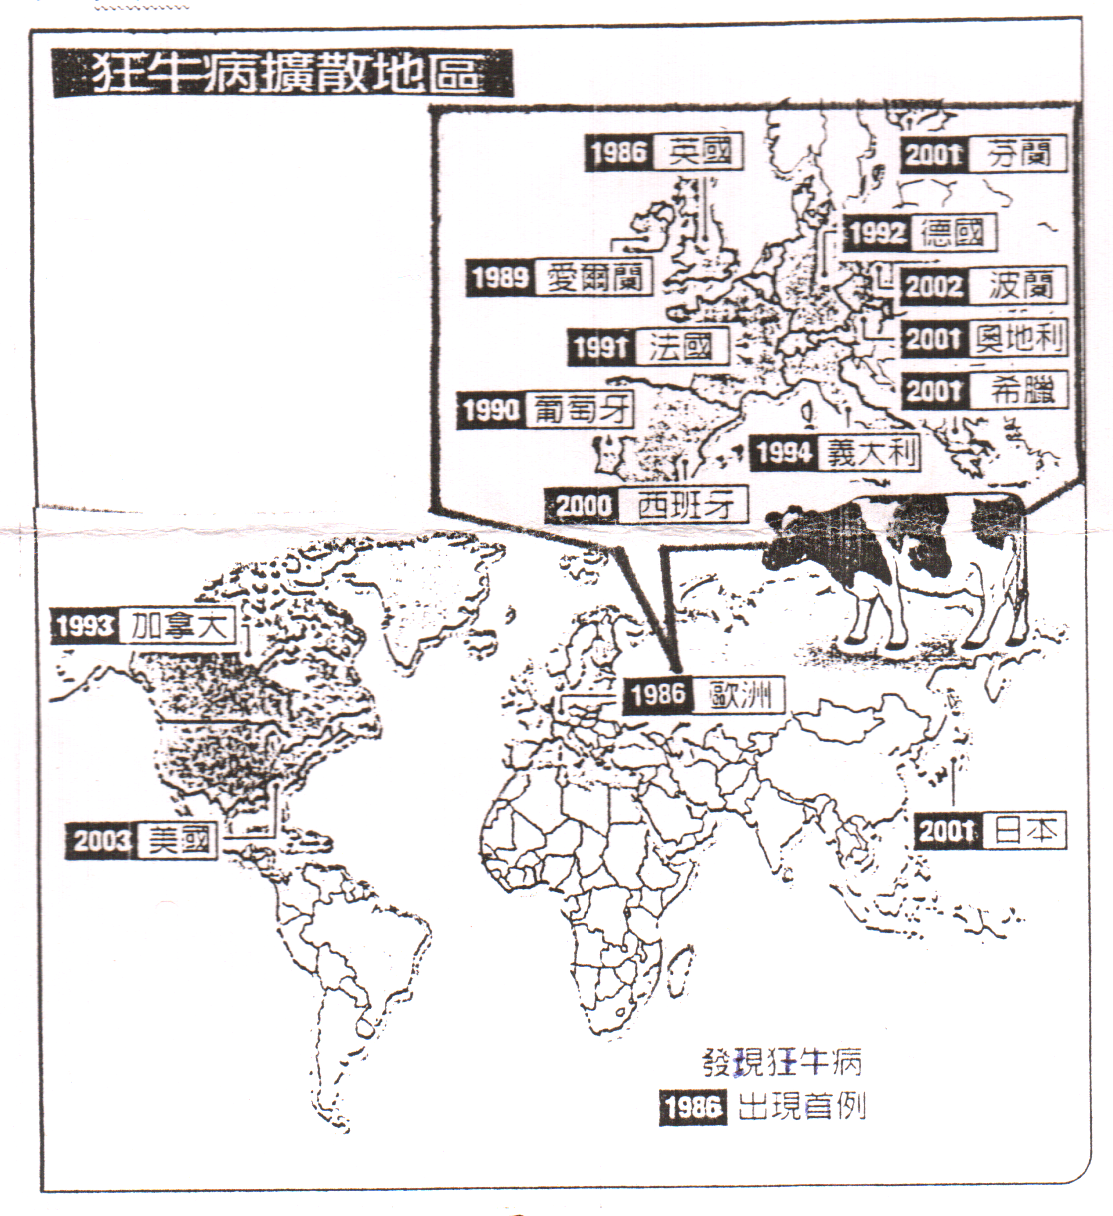 狂牛病擴散地區
1986 英國
2001 芬蘭
1992 德國
1989 愛爾蘭
2002 波蘭
1991 法國
2001 奧地利
2001 希臘
1990 葡萄牙
1994 義大利
2000 西班牙
1993 加拿大
1986 歐洲
2003 美國
2001 日本
發現狂牛病
1986 出現首例